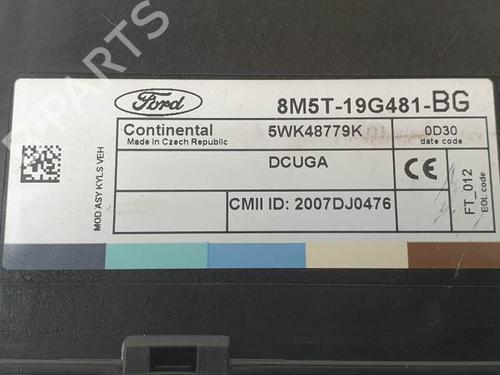 B-PARTS
Ford
8M5T-19G481-BG
Continental
Made in Czech Republic
5WK48779K
0D30
date code
DCUGA
CE
CMII ID: 2007DJ0476
FT_012
EOL code
MOD ASY KYLS VEH